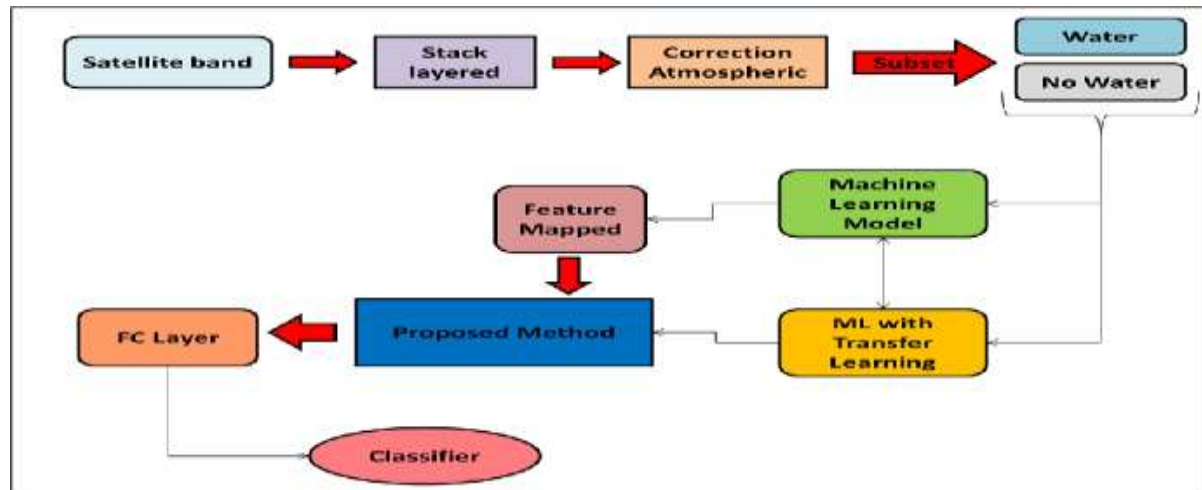 Satellite band
Stack
layered
Correction
Atmospheric
Subset
Water
No Water
Machine
Learning
Model
Feature
Mapped
ML with
Transfer
Learning
Proposed Method
FC Layer
Classifier